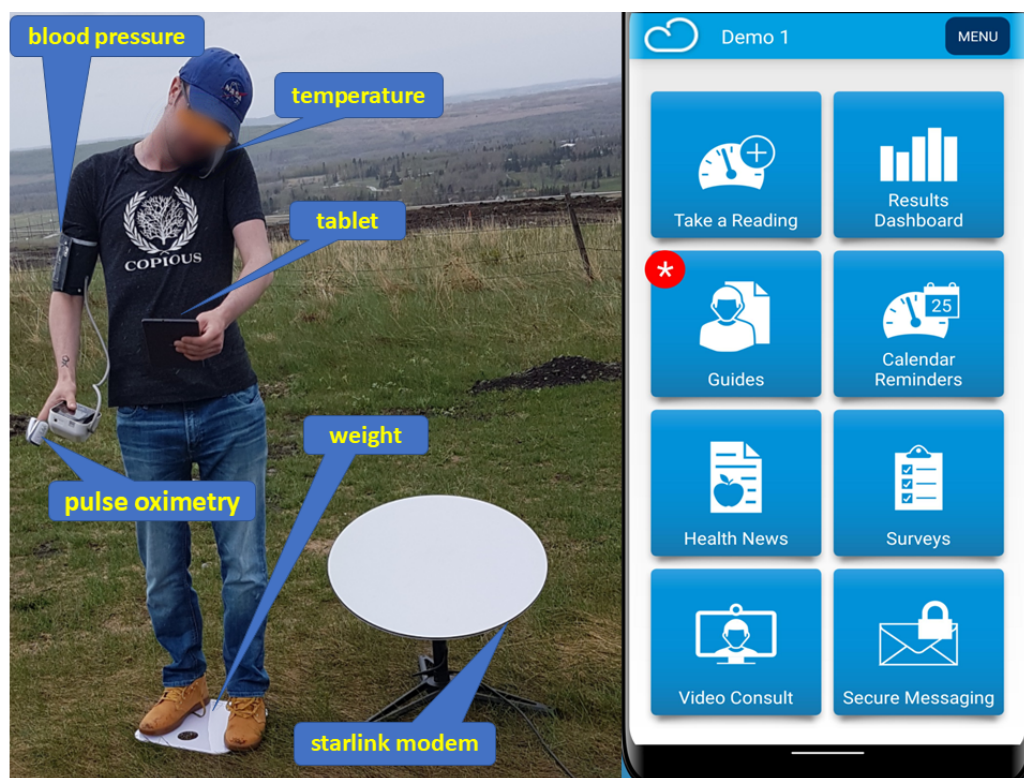 blood pressure
temperature
tablet
NASA
COPIOUS
weight
pulse oximetry
starlink modem
Demo 1
MENU
Take a Reading
Results
Dashboard
*
Guides
25
Calendar
Reminders
Health News
Surveys
Video Consult
Secure Messaging